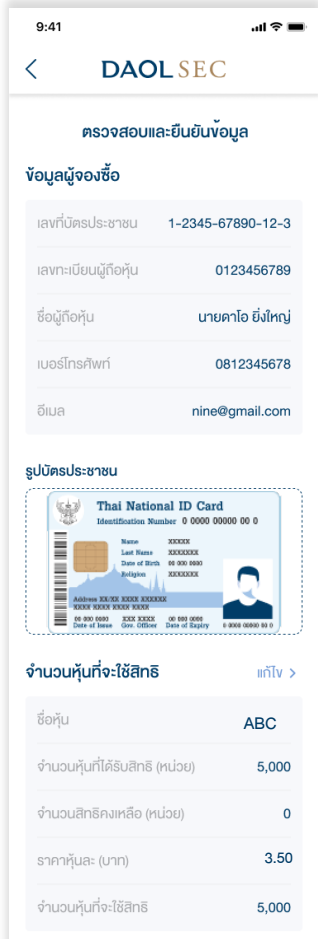 9:41
DAOL SEC
ตรวจสอบและยืนยันข้อมูล
ข้อมูลผู้จองซื้อ
เลขที่บัตรประชาชน 1-2345-67890-12-3
เลขทะเบียนผู้ถือหุ้น 0123456789
ชื่อผู้ถือหุ้น นายดาโอ ยิ่งใหญ่
เบอร์โทรศัพท์ 0812345678
อีเมล nine@gmail.com
รูปบัตรประชาชน
Thai National ID Card
Identification Number 0 0000 00000 00 0
Name XXXXX
Last Name XXXXXXX
Date of Birth 00 000 0000
Religion XXXXXXX
Address XX/XX XXXX XXXXXX
XXXX XXXX XXXX XXXX
00 000 0000 XXX XXXX 00 000 0000
Date of Issue Gov. Officer Date of Expiry 0 0000 00000 00 0
จำนวนหุ้นที่จะใช้สิทธิ แก้ไข >
ชื่อหุ้น ABC
จำนวนหุ้นที่ได้รับสิทธิ (หน่วย) 5,000
จำนวนสิทธิคงเหลือ (หน่วย) 0
ราคาหุ้นละ (บาท) 3.50
จำนวนหุ้นที่จะใช้สิทธิ 5,000